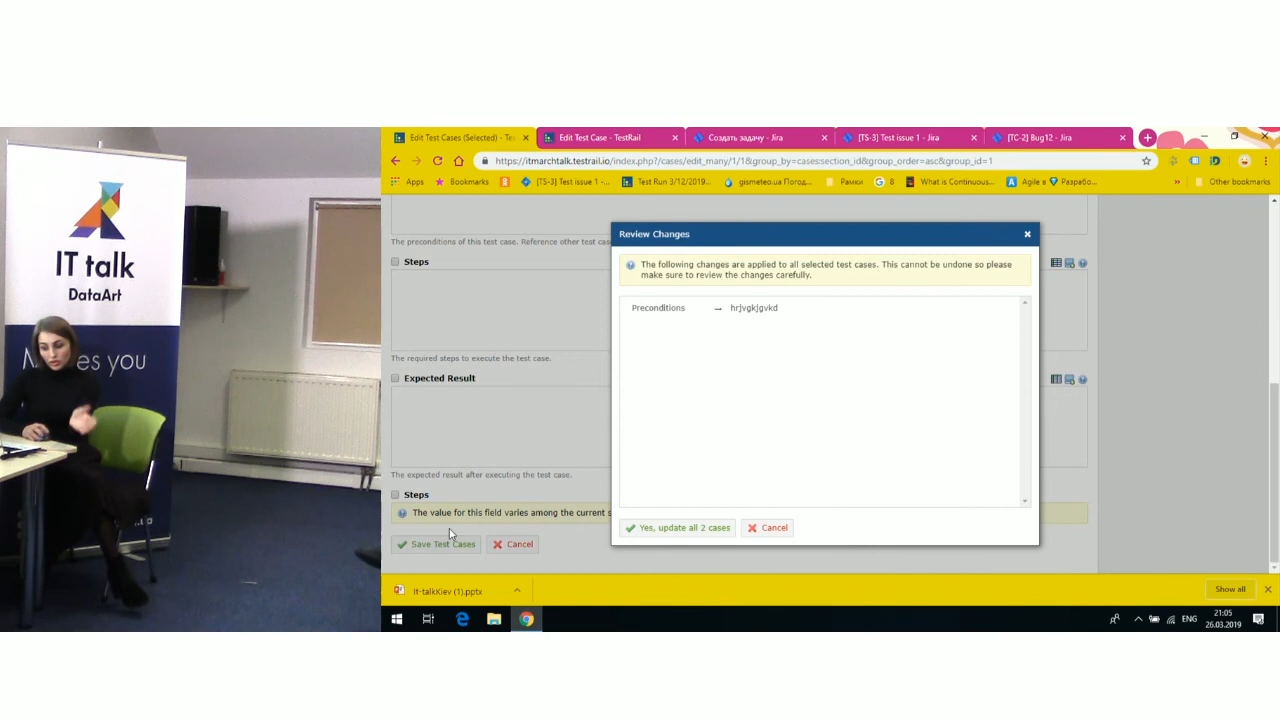 IT talk
DataArt
es you
Edit Test Cases (Selected) - Te
Edit Test Case - TestRail
Создать задачу - Jira
[TS-3] Test issue 1 - Jira
[TC-2] Bug12 - Jira
https://itmarchtalk.testrail.io/index.php?/cases/edit_many/1/1&group_by=cases:section_id&group_order=asc&group_id=1
Apps
Bookmarks
8
[TS-3] Test issue 1 -...
Test Run 3/12/2019...
gismeteo.ua Погод...
Рамки
8
What is Continuous...
Agile в
Разрабо...
Other bookmarks
The preconditions of this test case. Reference other test cas
Steps
The required steps to execute the test case.
Expected Result
The expected result after executing the test case.
Steps
The value for this field varies among the current s
Save Test Cases
Cancel
Review Changes
The following changes are applied to all selected test cases. This cannot be undone so please
make sure to review the changes carefully.
Preconditions → hrjvgkjgvkd
Yes, update all 2 cases
Cancel
It-talkKiev (1).pptx
Show all
ENG
21:05
26.03.2019